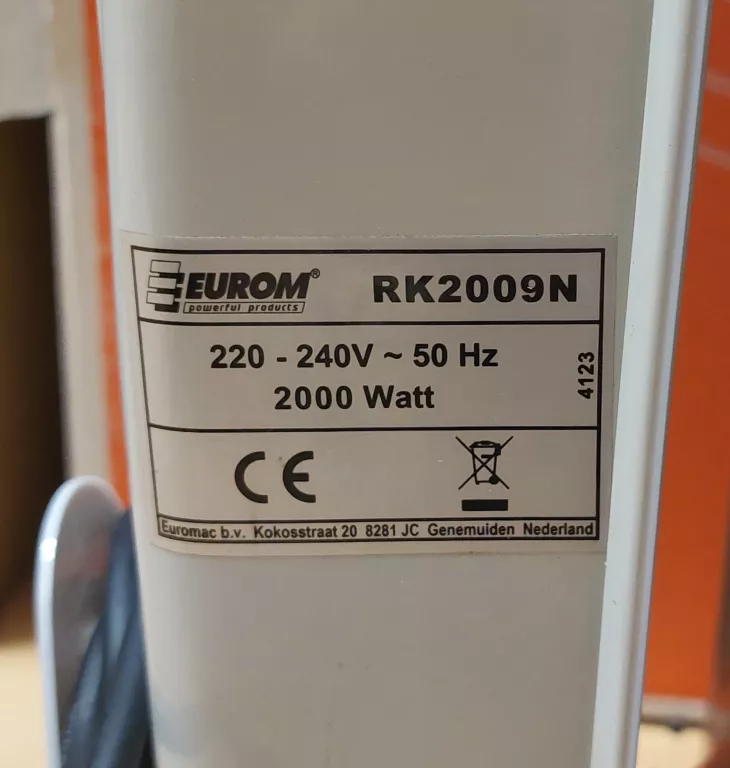 EUROM® RK2009N
powerful products
220 - 240V ~ 50 Hz
2000 Watt
4123
CE
Euromac b.v. Kokosstraat 20 8281 JC Genemuiden Nederland